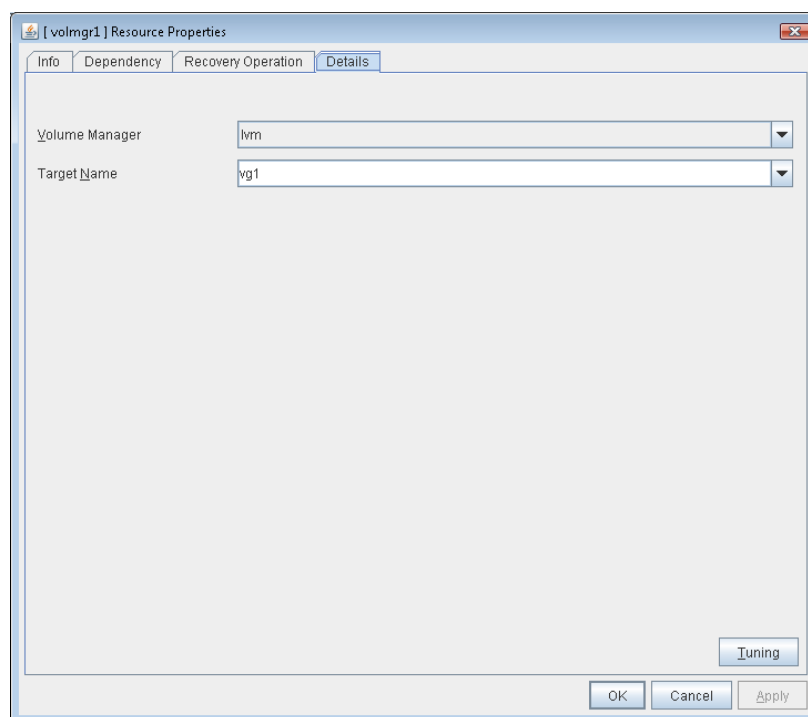 [ volmgr1 ] Resource Properties
Info Dependency Recovery Operation Details
Volume Manager lvm
Target Name vg1
Tuning
OK Cancel Apply